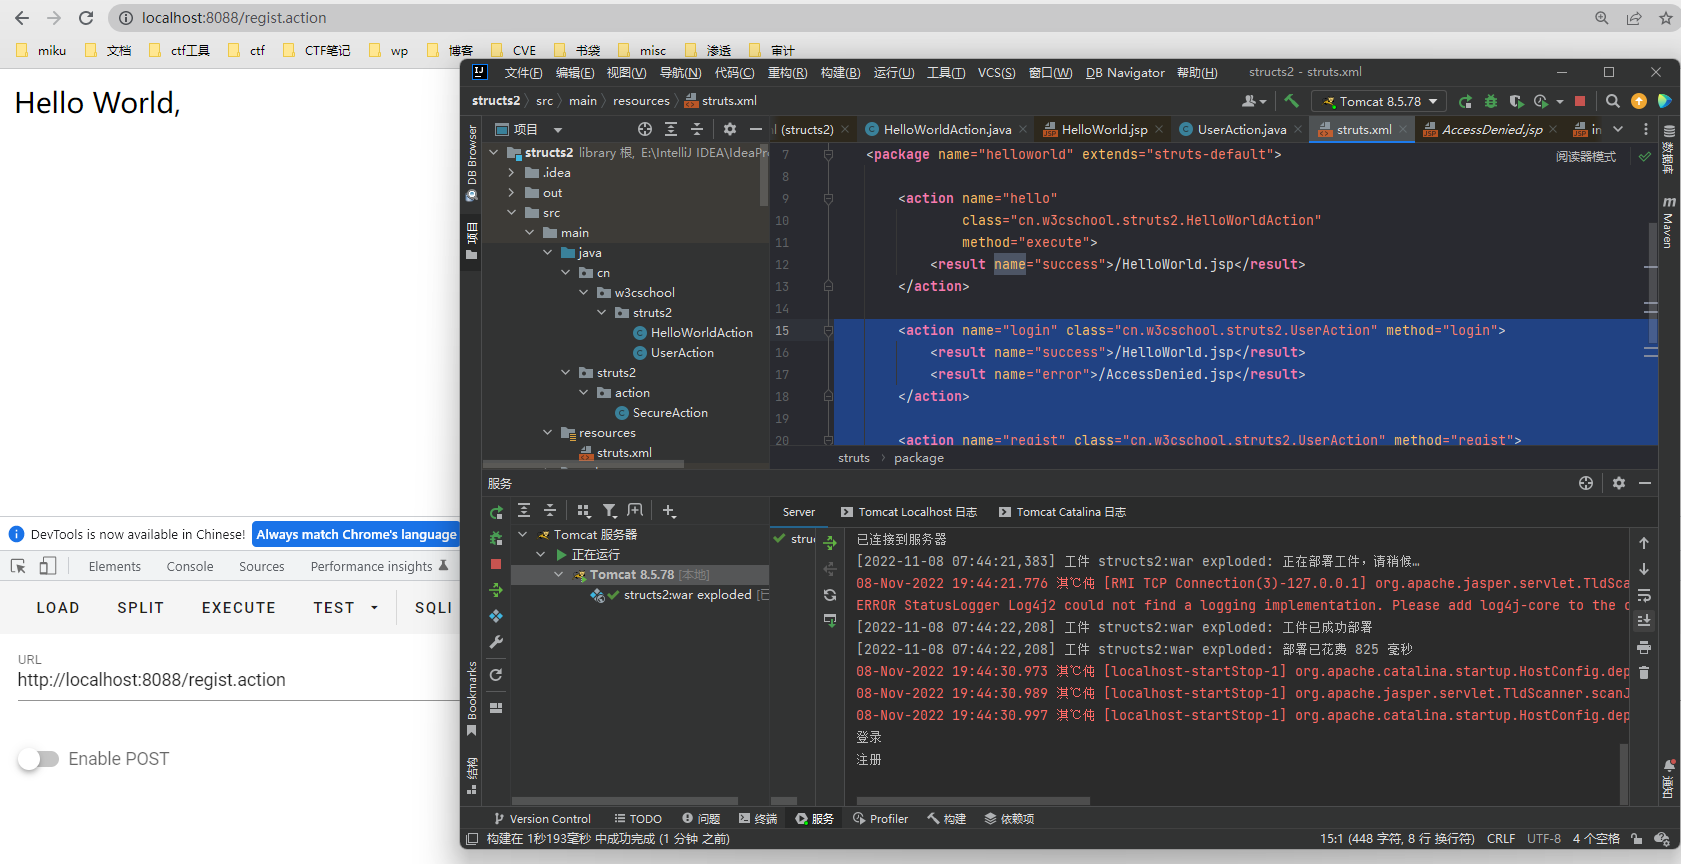 localhost:8088/regist.action
miku 文档 ctf工具 ctf CTF笔记 wp 博客 CVE 书袋 misc 渗透 审计
Hello World,
DevTools is now available in Chinese! Always match Chrome's language
Elements Console Sources Performance insights
LOAD SPLIT EXECUTE TEST SQLI
URL
http://localhost:8088/regist.action
Enable POST
文件(F) 编辑(E) 视图(V) 导航(N) 代码(C) 重构(R) 构建(B) 运行(U) 工具(T) VCS(S) 窗口(W) DB Navigator 帮助(H) structs2 - struts.xml
structs2 src main resources struts.xml
Tomcat 8.5.78
DB Browser
项目
项目
(structs2) HelloWorldAction.java HelloWorld.jsp UserAction.java struts.xml AccessDenied.jsp in
structs2 library 根, E:\IntelliJ IDEA\IdeaPr
.idea
out
src
main
java
cn
w3cschool
struts2
HelloWorldAction
UserAction
struts2
action
SecureAction
resources
struts.xml
7 <package name="helloworld" extends="struts-default">
8
9 <action name="hello"
10 class="cn.w3cschool.struts2.HelloWorldAction"
11 method="execute">
12 <result name="success">/HelloWorld.jsp</result>
13 </action>
14
15 <action name="login" class="cn.w3cschool.struts2.UserAction" method="login">
16 <result name="success">/HelloWorld.jsp</result>
17 <result name="error">/AccessDenied.jsp</result>
18 </action>
19
20 <action name="regist" class="cn.w3cschool.struts2.UserAction" method="regist">
阅读器模式
数据库
Maven
通知
struts package
服务
Tomcat 服务器
正在运行
Tomcat 8.5.78 [本地]
structs2:war exploded [已
Server Tomcat Localhost 日志 Tomcat Catalina 日志
struc
已连接到服务器
[2022-11-08 07:44:21,383] 工件 structs2:war exploded: 正在部署工件，请稍候…
08-Nov-2022 19:44:21.776 淇℃伅 [RMI TCP Connection(3)-127.0.0.1] org.apache.jasper.servlet.TldSca
ERROR StatusLogger Log4j2 could not find a logging implementation. Please add log4j-core to the c
[2022-11-08 07:44:22,208] 工件 structs2:war exploded: 工件已成功部署
[2022-11-08 07:44:22,208] 工件 structs2:war exploded: 部署已花费 825 毫秒
08-Nov-2022 19:44:30.973 淇℃伅 [localhost-startStop-1] org.apache.catalina.startup.HostConfig.dep
08-Nov-2022 19:44:30.989 淇℃伅 [localhost-startStop-1] org.apache.jasper.servlet.TldScanner.scanJ
08-Nov-2022 19:44:30.997 淇℃伅 [localhost-startStop-1] org.apache.catalina.startup.HostConfig.dep
登录
注册
Bookmarks
结构
Version Control TODO 问题 终端 服务 Profiler 构建 依赖项
构建在 1秒193毫秒 中成功完成 (1 分钟 之前) 15:1 (448 字符, 8 行 换行符) CRLF UTF-8 4 个空格